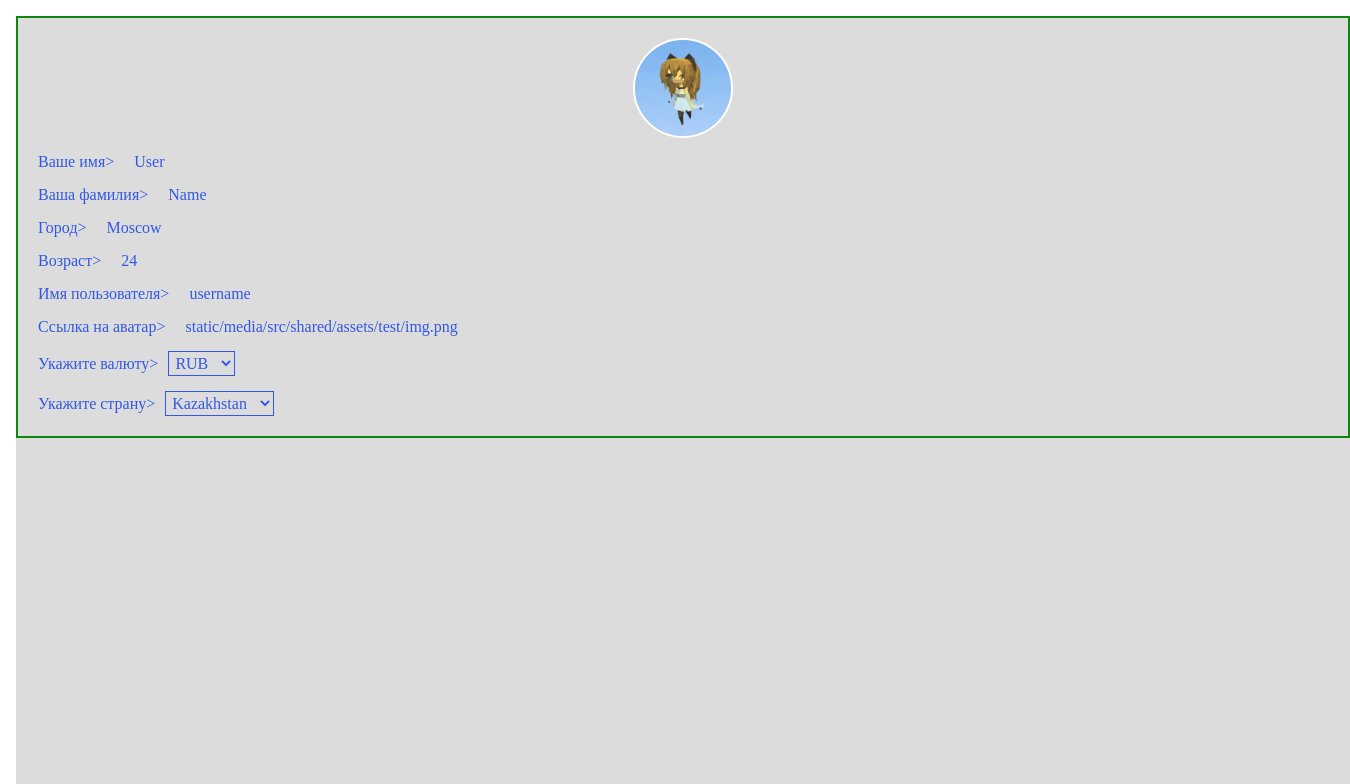 Ваше имя> User
Ваша фамилия> Name
Город> Moscow
Возраст> 24
Имя пользователя> username
Ссылка на аватар> static/media/src/shared/assets/test/img.png
Укажите валюту> RUB
Укажите страну> Kazakhstan